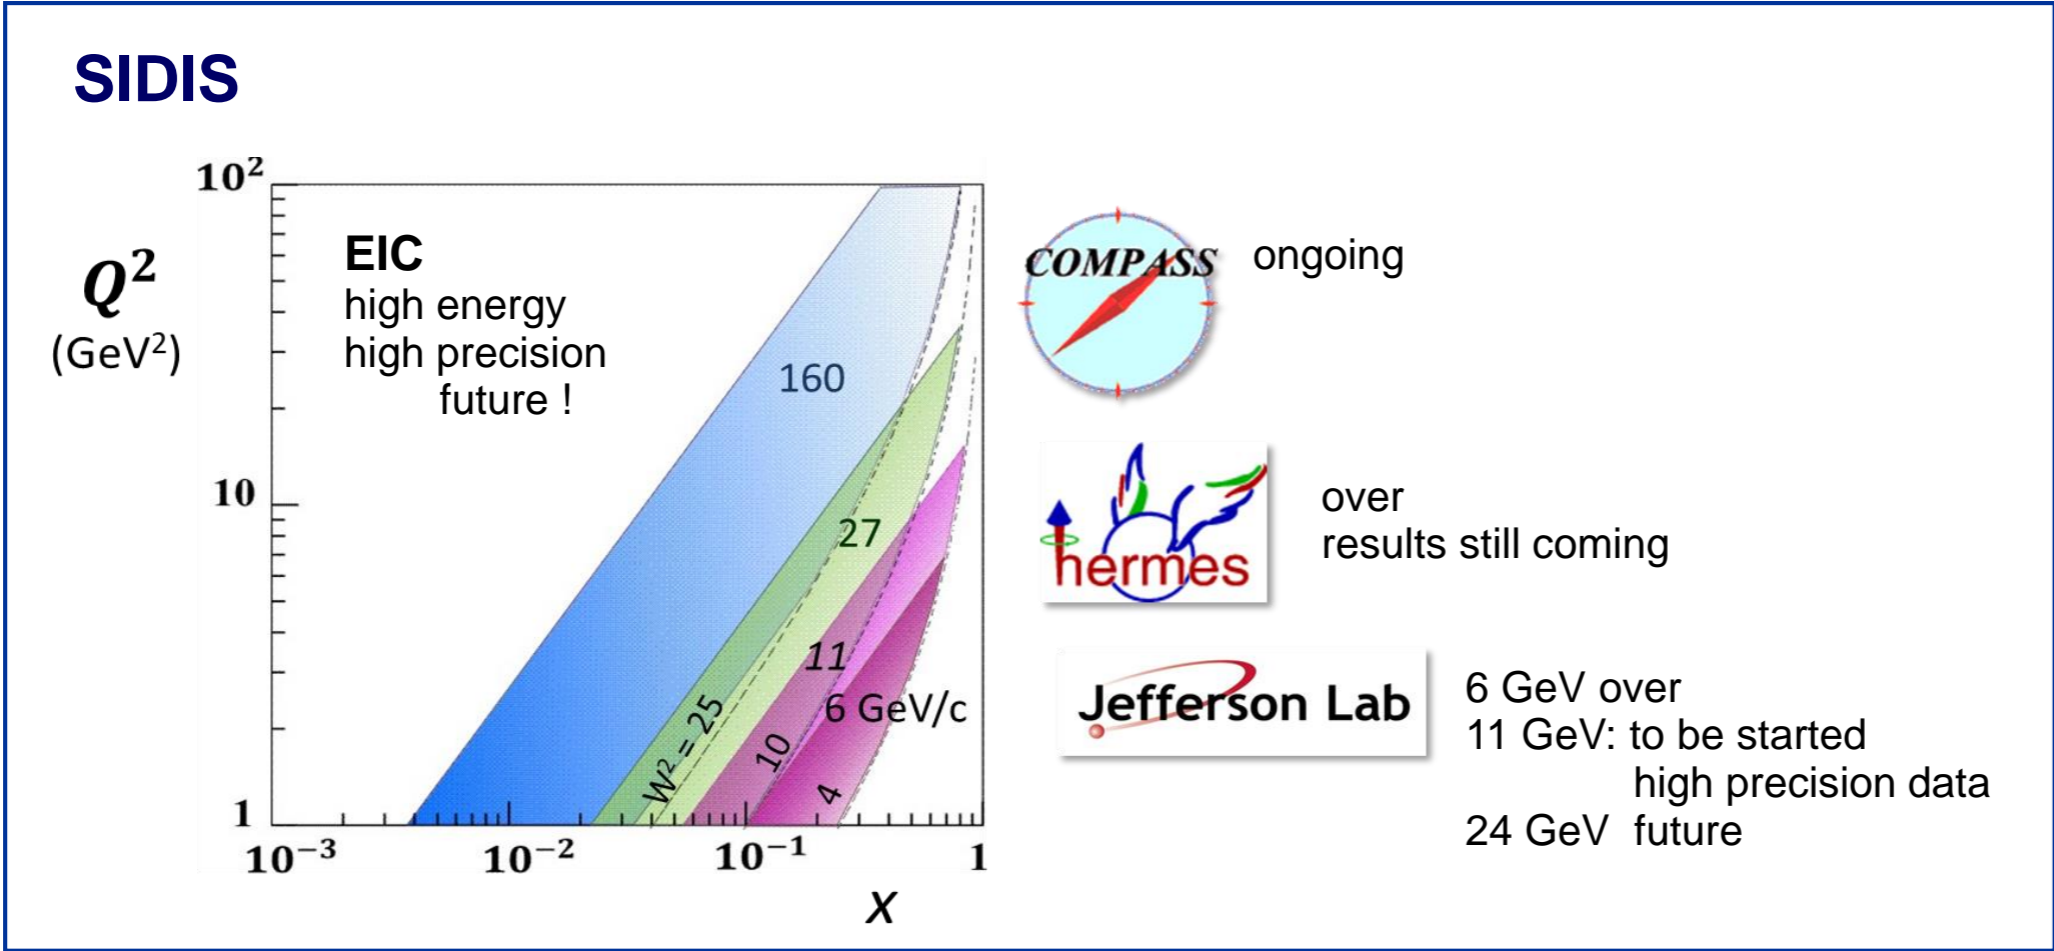 SIDIS
10²
Q²
(GeV²)
10
1
10⁻³
10⁻²
10⁻¹
1
x
EIC
high energy
high precision
future !
160
27
11
6 GeV/c
W² = 25
10
4
COMPASS
ongoing
hermes
over
results still coming
Jefferson Lab
6 GeV over
11 GeV: to be started
high precision data
24 GeV future